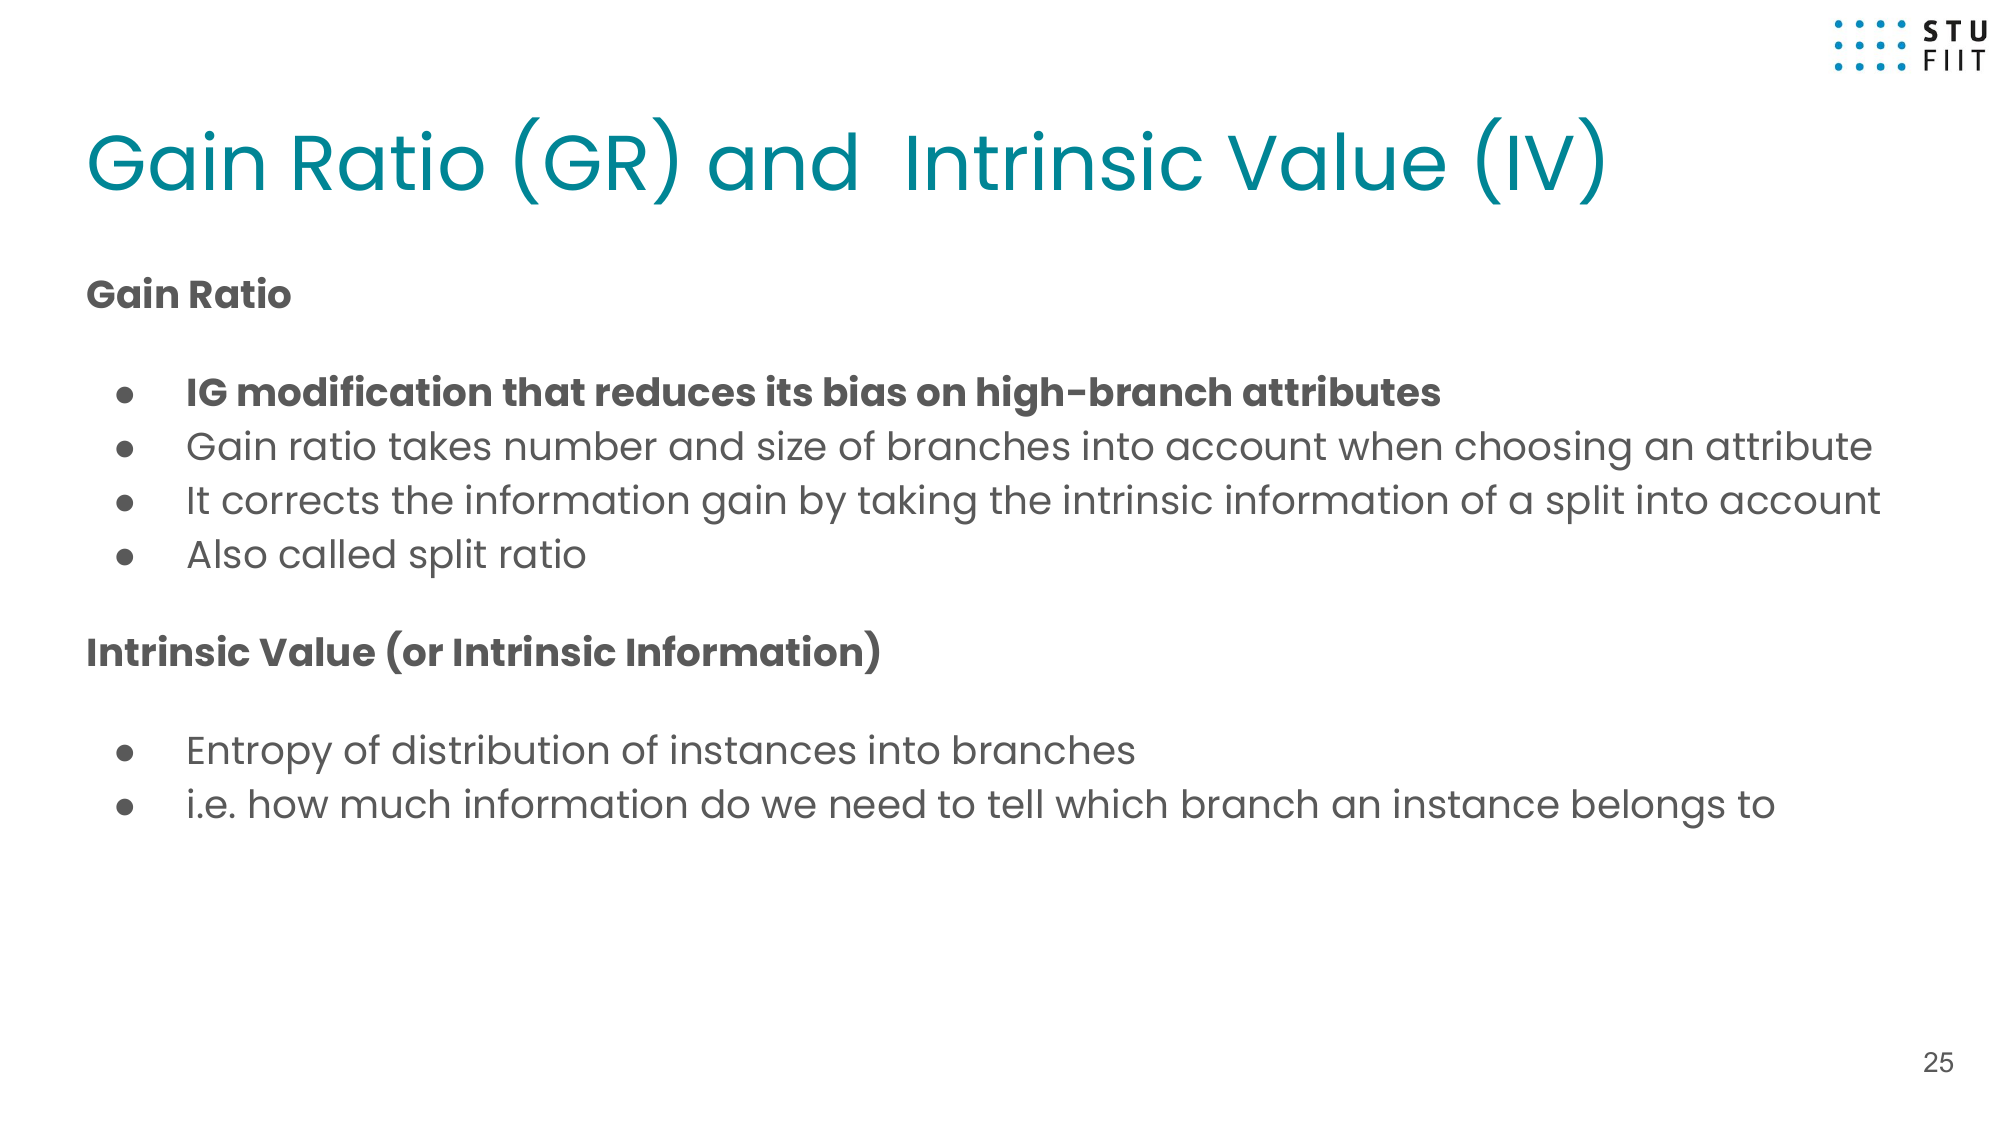 STU
FIIT
Gain Ratio (GR) and  Intrinsic Value (IV)
Gain Ratio
● IG modification that reduces its bias on high-branch attributes
● Gain ratio takes number and size of branches into account when choosing an attribute
● It corrects the information gain by taking the intrinsic information of a split into account
● Also called split ratio
Intrinsic Value (or Intrinsic Information)
● Entropy of distribution of instances into branches
● i.e. how much information do we need to tell which branch an instance belongs to
25